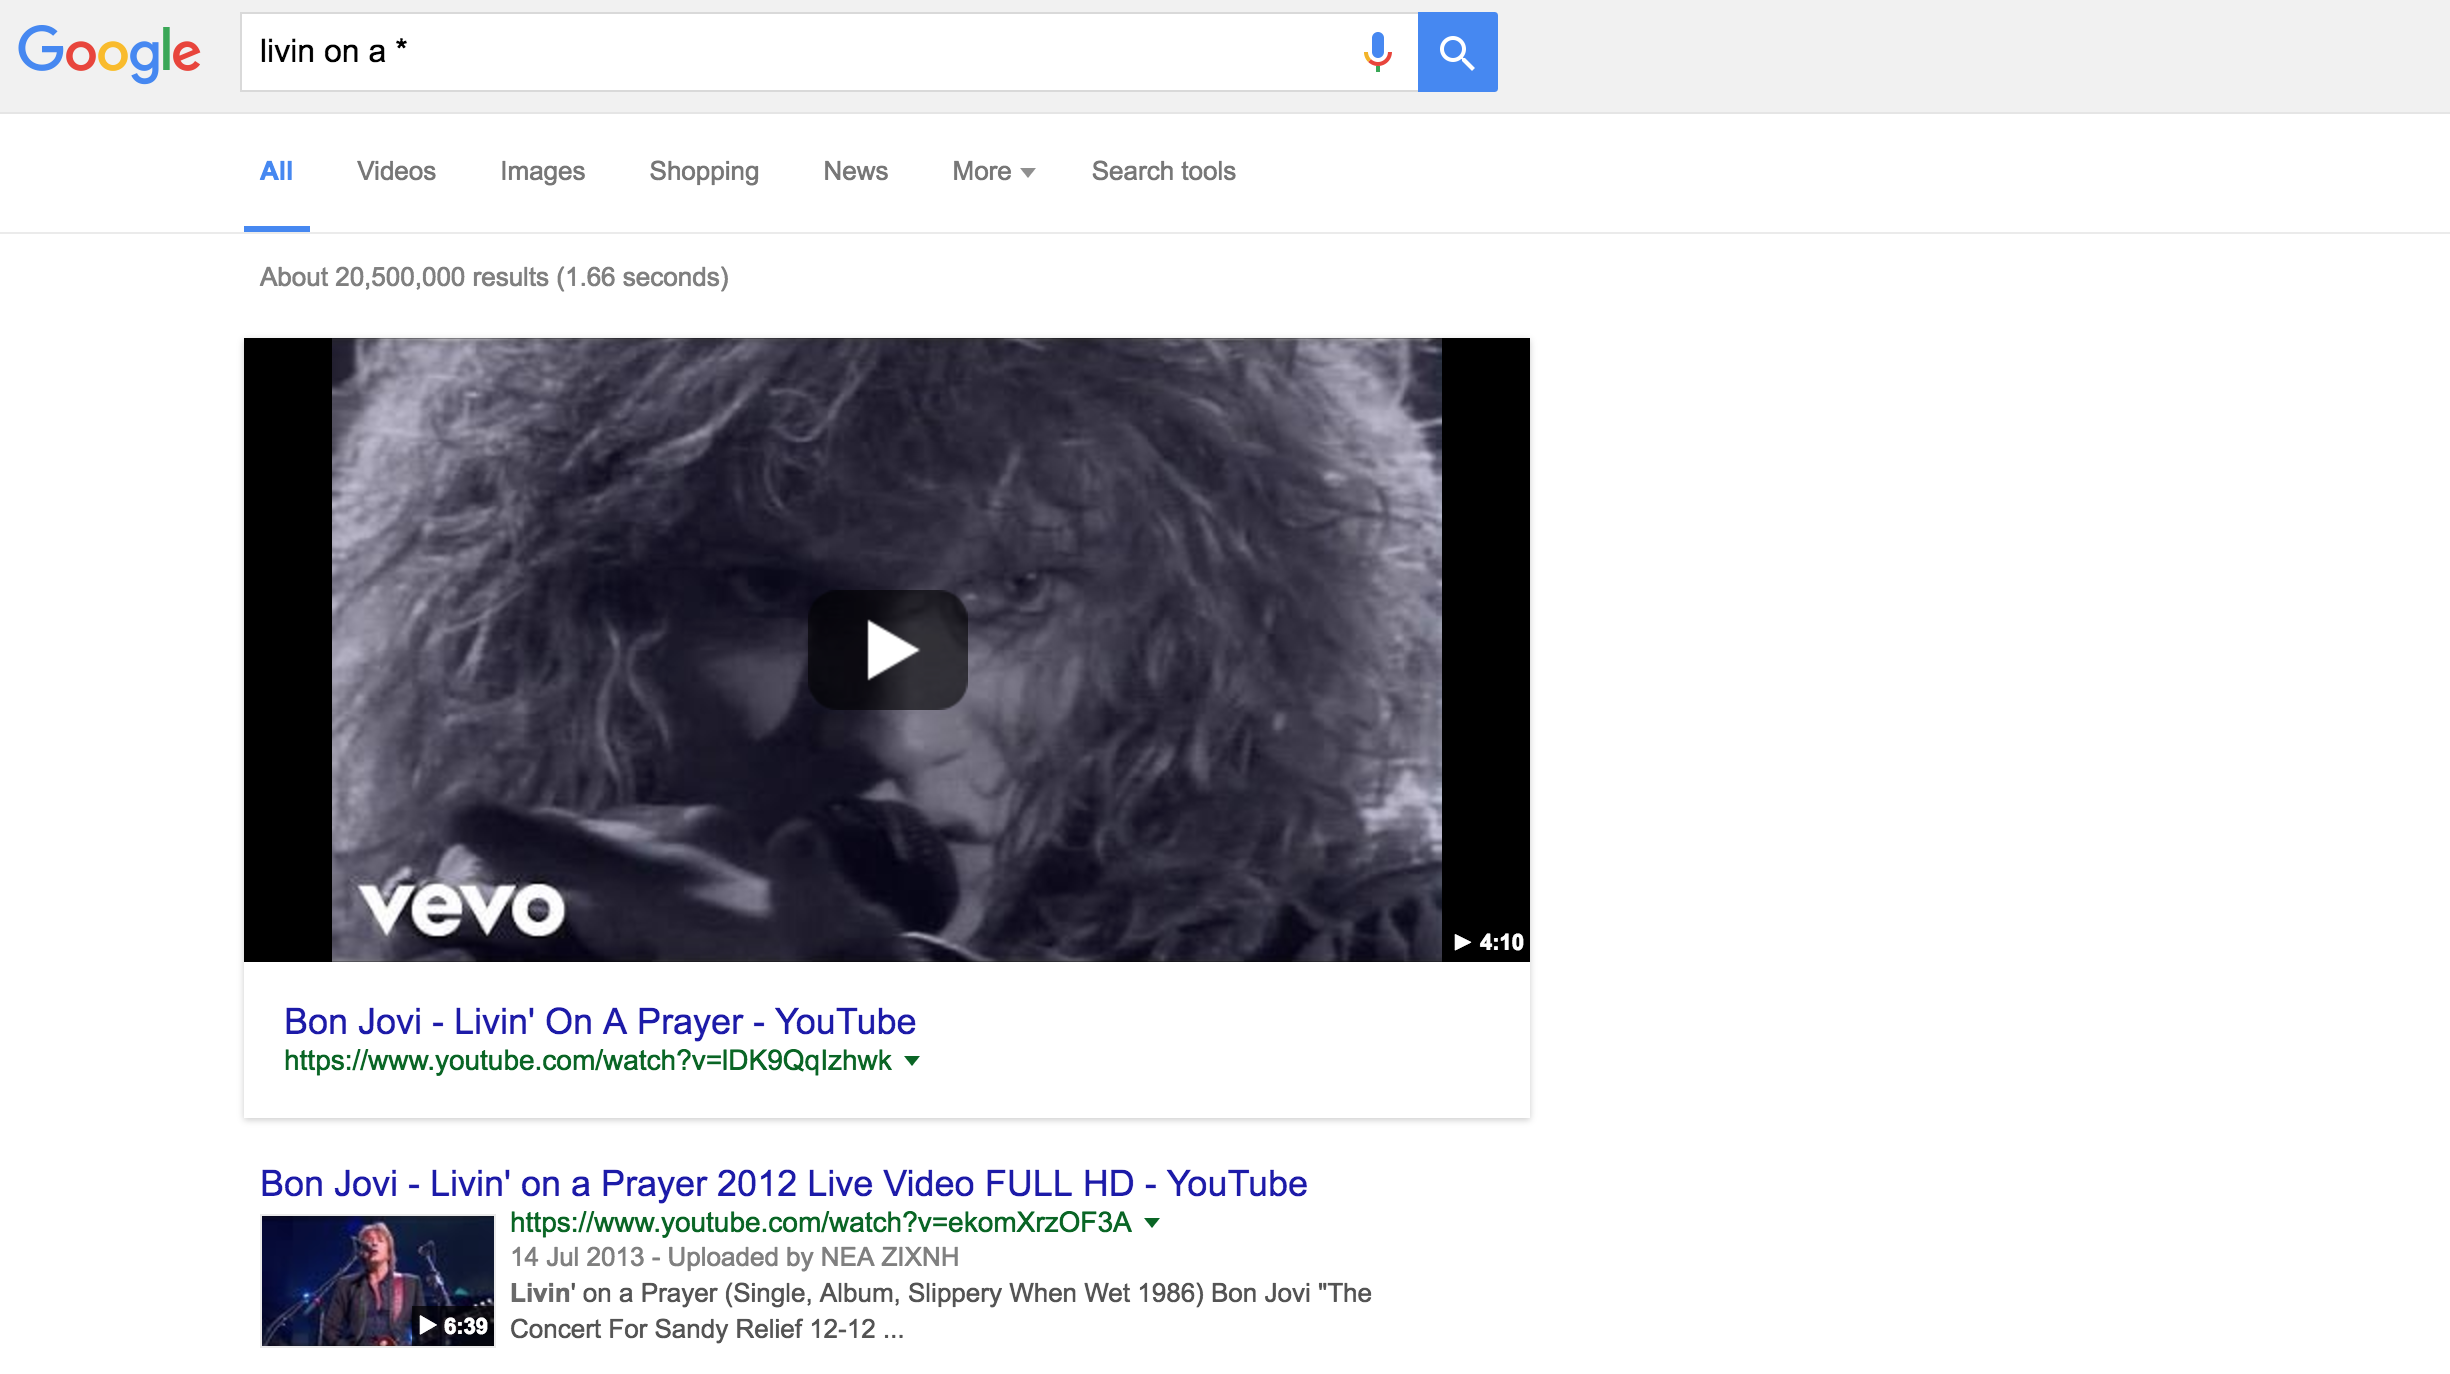 Google
livin on a *
All Videos Images Shopping News More Search tools
About 20,500,000 results (1.66 seconds)
vevo
4:10
Bon Jovi - Livin' On A Prayer - YouTube
https://www.youtube.com/watch?v=lDK9QqIzhwk
Bon Jovi - Livin' on a Prayer 2012 Live Video FULL HD - YouTube
https://www.youtube.com/watch?v=ekomXrzOF3A
14 Jul 2013 - Uploaded by NEA ZIXNH
Livin' on a Prayer (Single, Album, Slippery When Wet 1986) Bon Jovi "The
6:39 Concert For Sandy Relief 12-12 ...